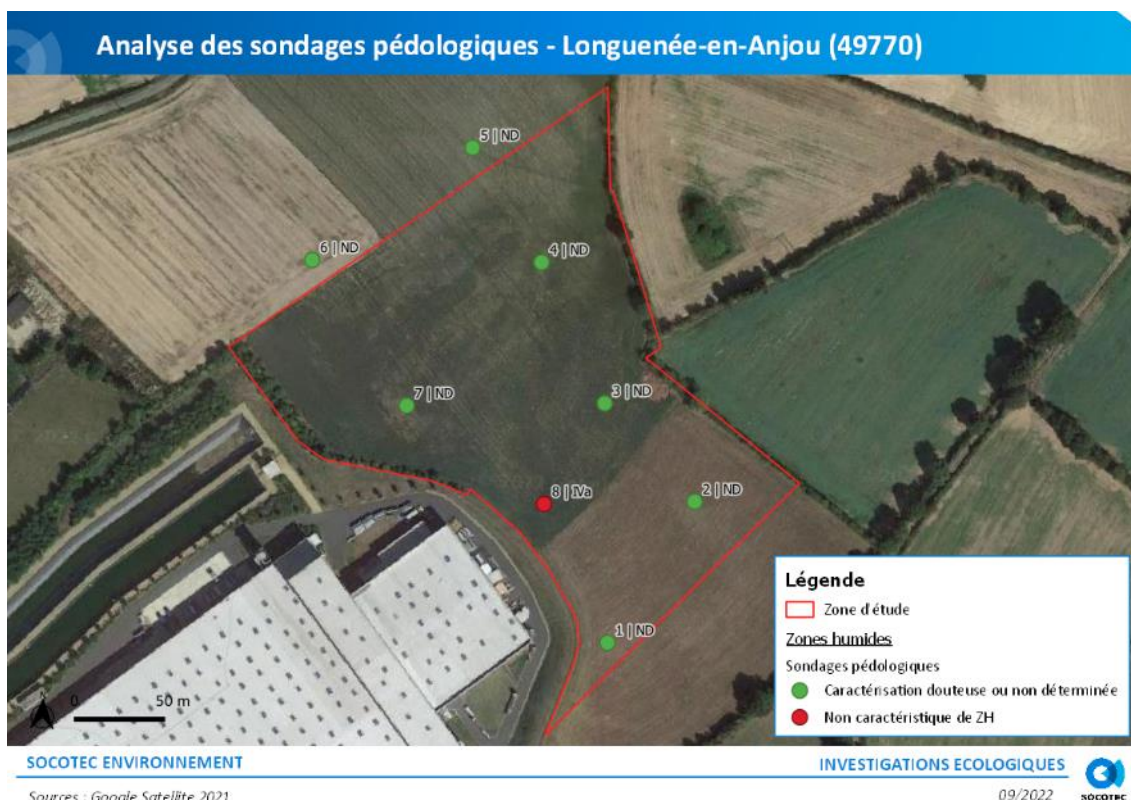 Analyse des sondages pédologiques - Longuenée-en-Anjou (49770)
5 | ND
6 | ND
4 | ND
7 | ND
3 | ND
8 | IVa
2 | ND
1 | ND
Légende
Zone d'étude
Zones humides
Sondages pédologiques
Caractérisation douteuse ou non déterminée
Non caractéristique de ZH
0 50 m
SOCOTEC ENVIRONNEMENT
INVESTIGATIONS ECOLOGIQUES
Sources : Google Satellite 2021
09/2022
SOCOTEC